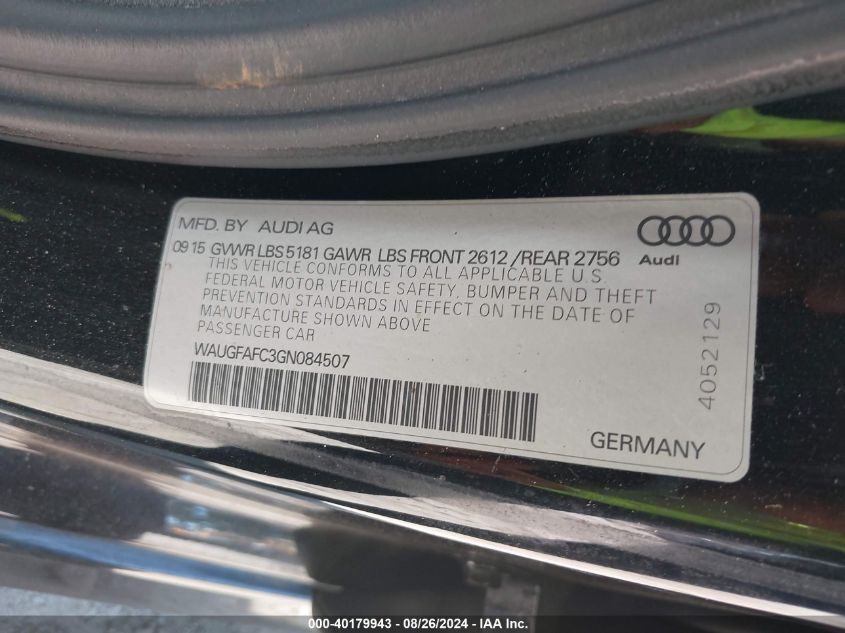 MFD. BY AUDI AG
09 15 GVWR LBS 5181 GAWR LBS FRONT 2612 /REAR 2756
THIS VEHICLE CONFORMS TO ALL APPLICABLE U.S.
FEDERAL MOTOR VEHICLE SAFETY, BUMPER AND THEFT
PREVENTION STANDARDS IN EFFECT ON THE DATE OF
MANUFACTURE SHOWN ABOVE
PASSENGER CAR
WAUGFAFC3GN084507
Audi
4052129
GERMANY
000-40179943 - 08/26/2024 - IAA Inc.